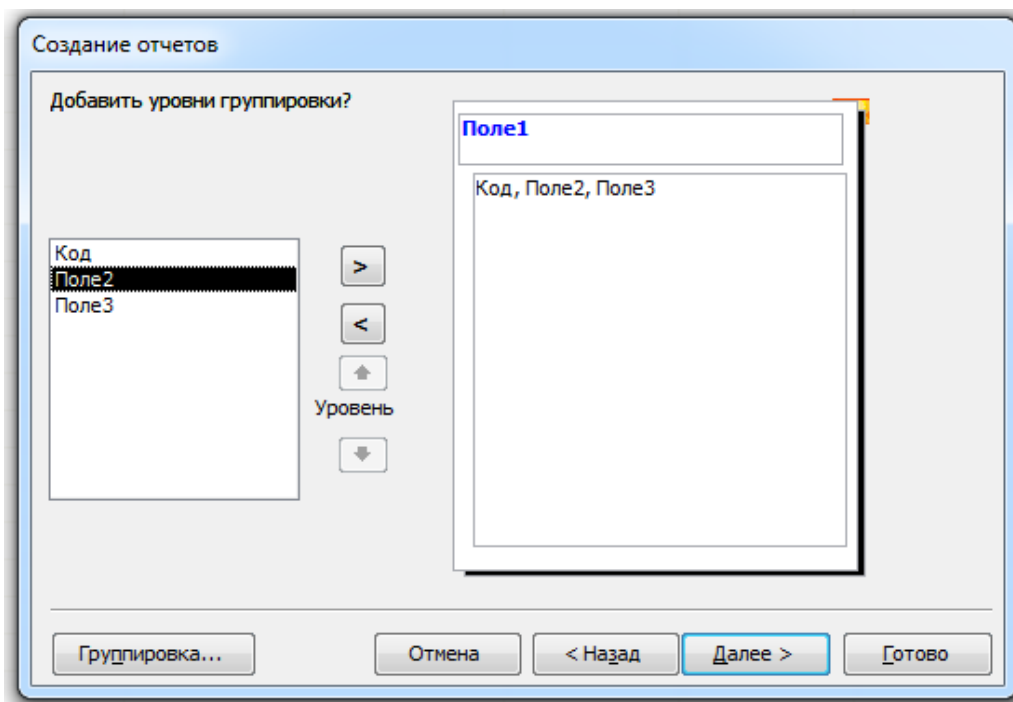 Создание отчетов
Добавить уровни группировки?
Поле1
Код, Поле2, Поле3
Код
Поле2
Поле3
>
<
Уровень
Группировка...
Отмена
< Назад
Далее >
Готово